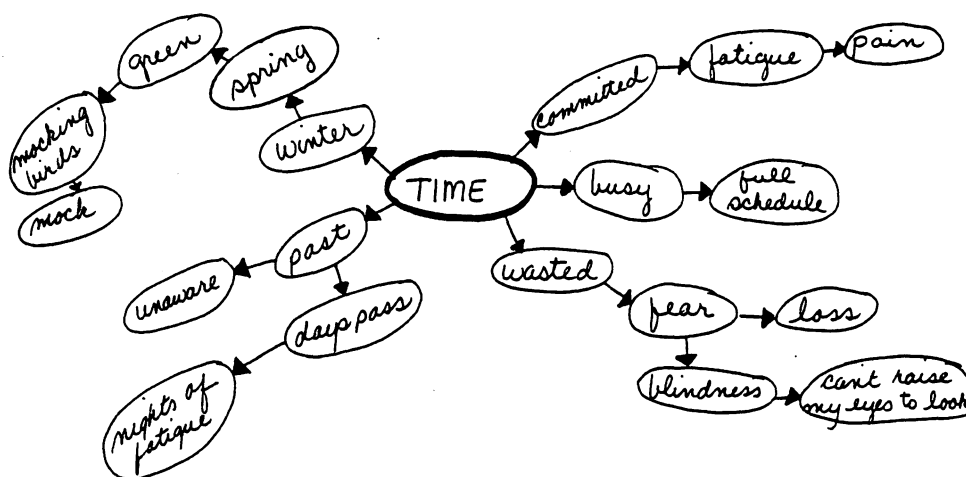 TIME
winter
spring
green
mocking
birds
mock
committed
fatigue
pain
busy
full
schedule
wasted
fear
loss
blindness
can't raise
my eyes to look
past
unaware
days pass
nights of
fatigue